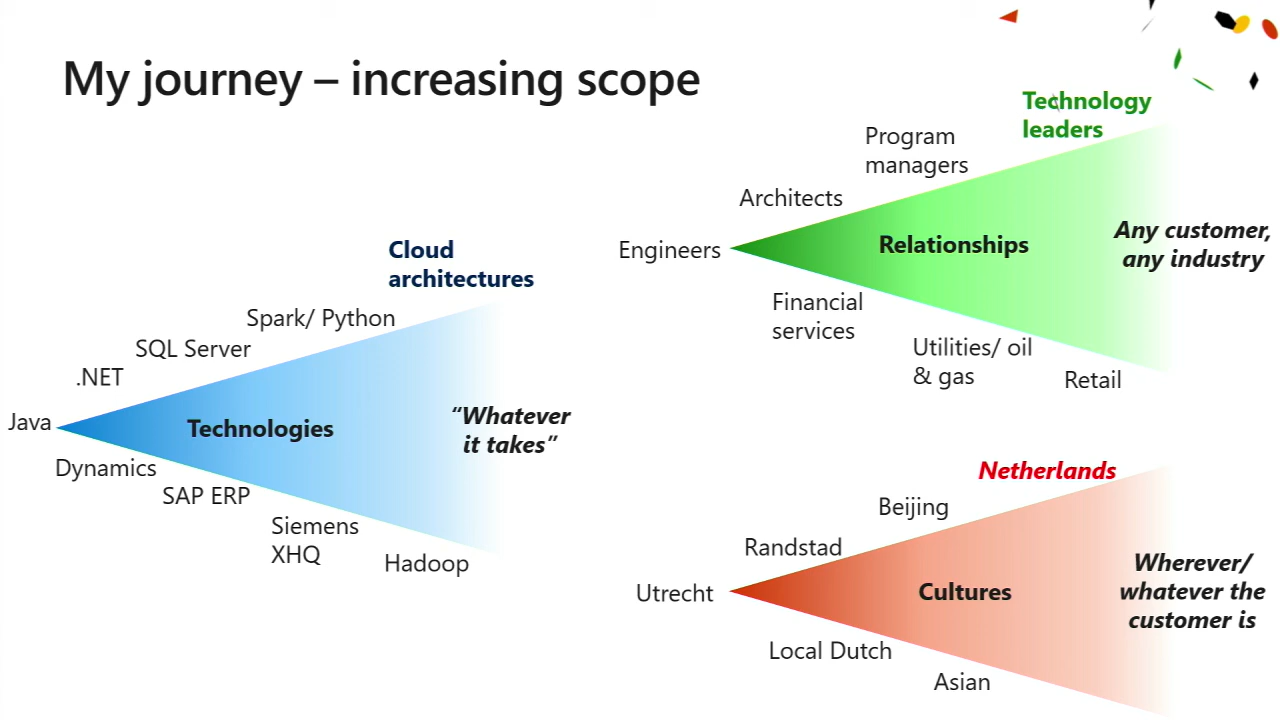 My journey – increasing scope
Cloud
architectures
Spark/ Python
SQL Server
.NET
Java
Technologies
"Whatever
it takes"
Dynamics
SAP ERP
Siemens
XHQ
Hadoop
Technology
leaders
Program
managers
Architects
Engineers
Relationships
Any customer,
any industry
Financial
services
Utilities/ oil
& gas
Retail
Netherlands
Beijing
Randstad
Utrecht
Cultures
Wherever/
whatever the
customer is
Local Dutch
Asian